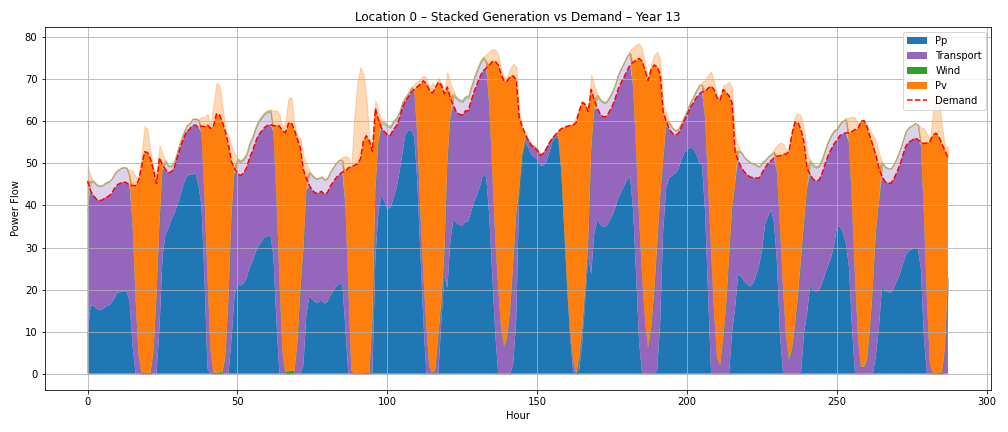 Location 0 – Stacked Generation vs Demand – Year 13
Power Flow
80
70
60
50
40
30
20
10
0
0 50 100 150 200 250 300
Hour
Pp
Transport
Wind
Pv
Demand